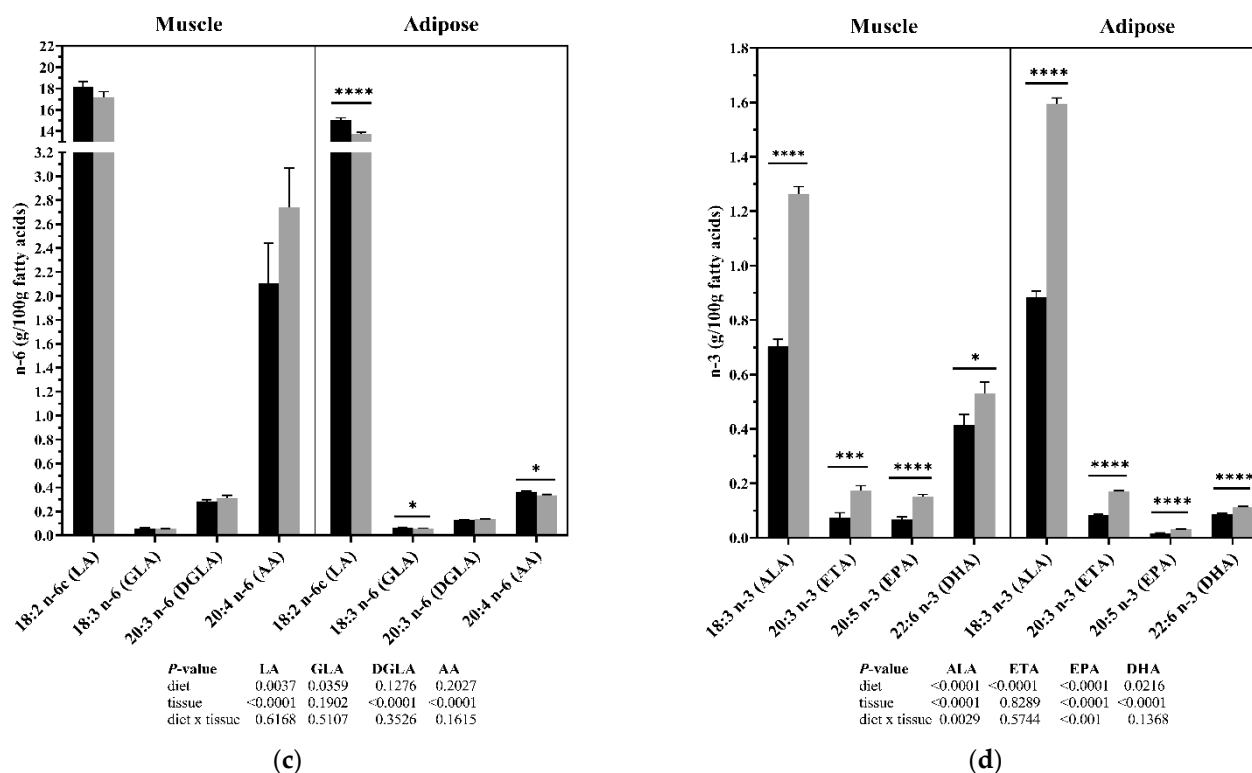 Muscle Adipose
22
20
18
16
14
3.2
3.0
2.8
2.6
2.4
2.2
2.0
1.8
1.6
1.4
1.2
1.0
0.8
0.6
0.4
0.2
0.0
n-6 (g/100g fatty acids)
****
*
*
18:2 n-6c (LA)
18:3 n-6 (GLA)
20:3 n-6 (DGLA)
20:4 n-6 (AA)
18:2 n-6c (LA)
18:3 n-6 (GLA)
20:3 n-6 (DGLA)
20:4 n-6 (AA)
P-value LA GLA DGLA AA
diet 0.0037 0.0359 0.1276 0.2027
tissue <0.0001 0.1902 <0.0001 <0.0001
diet x tissue 0.6168 0.5107 0.3526 0.1615
(c)
Muscle Adipose
1.8
1.6
1.4
1.2
1.0
0.8
0.6
0.4
0.2
0.0
n-3 (g/100g fatty acids)
****
***
****
*
****
****
****
****
18:3 n-3 (ALA)
20:3 n-3 (ETA)
20:5 n-3 (EPA)
22:6 n-3 (DHA)
18:3 n-3 (ALA)
20:3 n-3 (ETA)
20:5 n-3 (EPA)
22:6 n-3 (DHA)
P-value ALA ETA EPA DHA
diet <0.0001 <0.0001 <0.0001 0.0216
tissue <0.0001 0.8289 <0.0001 <0.0001
diet x tissue 0.0029 0.5744 <0.001 0.1368
(d)